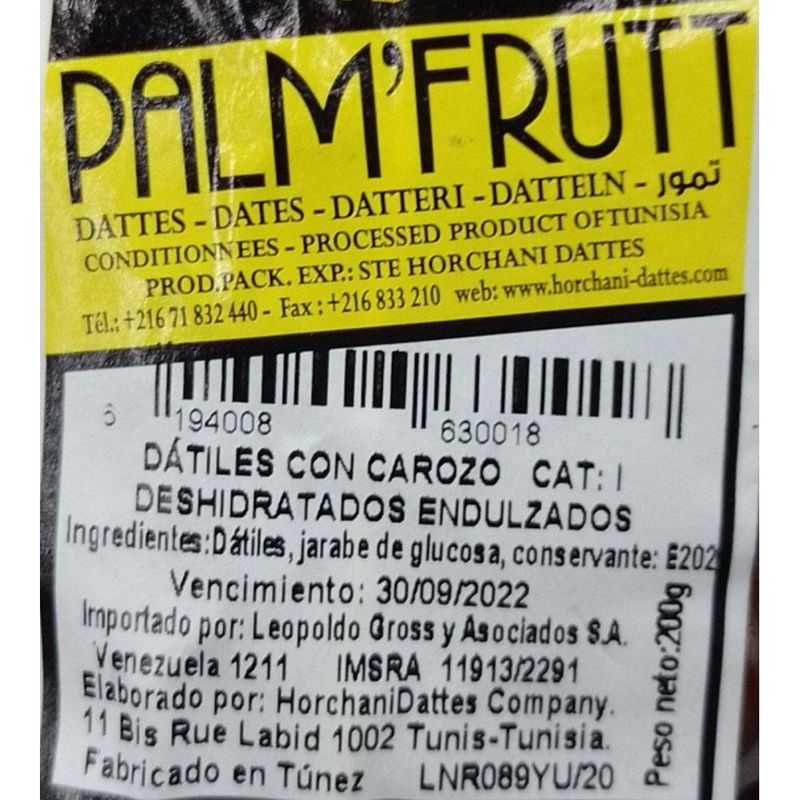 PALM'FRUTT
DATTES - DATES - DATTERI - DATTELN - تمور
CONDITIONNEES - PROCESSED PRODUCT OF TUNISIA
PROD.PACK. EXP.: STE HORCHANI DATTES
Tél.: +216 71 832 440 - Fax : +216 833 210 web: www.horchani-dattes.com
6 194008 630018
DÁTILES CON CAROZO CAT: I
DESHIDRATADOS ENDULZADOS
Ingredientes:Dátiles, jarabe de glucosa, conservante: E202
Vencimiento: 30/09/2022
Importado por: Leopoldo Gross y Asociados S.A.
Venezuela 1211 IMSRA 11913/2291
Elaborado por: HorchaniDattes Company.
11 Bis Rue Labid 1002 Tunis-Tunisia.
Fabricado en Túnez LNR089YU/20
Peso neto:200g